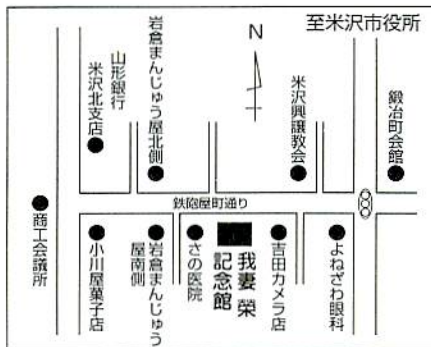 至米沢市役所
N
岩倉まんじゅう屋北側
山形銀行
米沢北支店
米沢興譲教会
鍛冶町会館
鉄砲屋町通り
商工会議所
小川屋菓子店
岩倉まんじゅう
屋南側
さの医院
我妻 榮
記念館
吉田カメラ店
よねざわ眼科